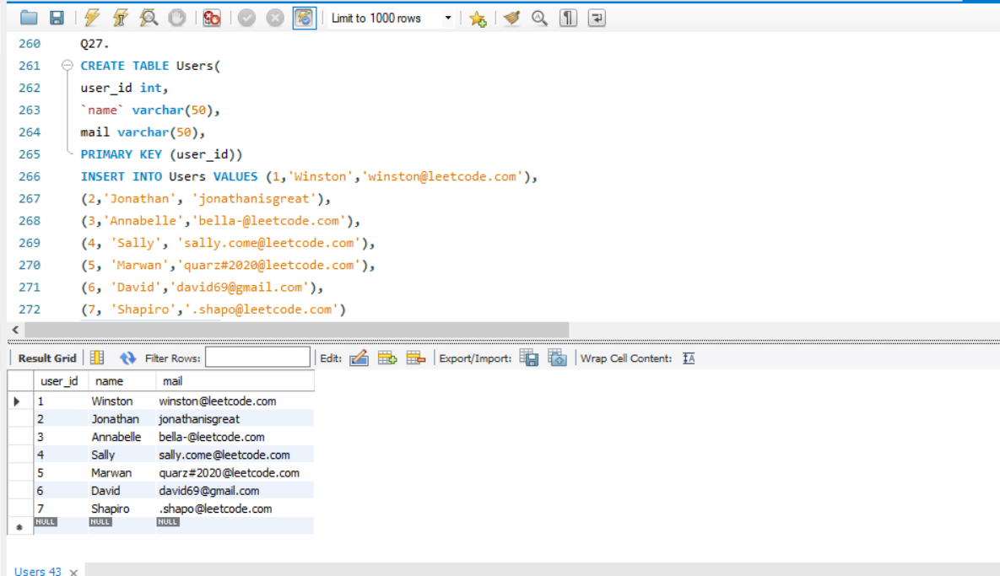 Limit to 1000 rows
260 Q27.
261 CREATE TABLE Users(
262 user_id int,
263 `name` varchar(50),
264 mail varchar(50),
265 PRIMARY KEY (user_id))
266 INSERT INTO Users VALUES (1,'Winston','winston@leetcode.com'),
267 (2,'Jonathan', 'jonathanisgreat'),
268 (3,'Annabelle','bella-@leetcode.com'),
269 (4, 'Sally', 'sally.come@leetcode.com'),
270 (5, 'Marwan','quarz#2020@leetcode.com'),
271 (6, 'David','david69@gmail.com'),
272 (7, 'Shapiro','.shapo@leetcode.com')
Result Grid Filter Rows: Edit: Export/Import: Wrap Cell Content: IA
user_id name mail
1 Winston winston@leetcode.com
2 Jonathan jonathanisgreat
3 Annabelle bella-@leetcode.com
4 Sally sally.come@leetcode.com
5 Marwan quarz#2020@leetcode.com
6 David david69@gmail.com
7 Shapiro .shapo@leetcode.com
NULL NULL NULL
Users 43